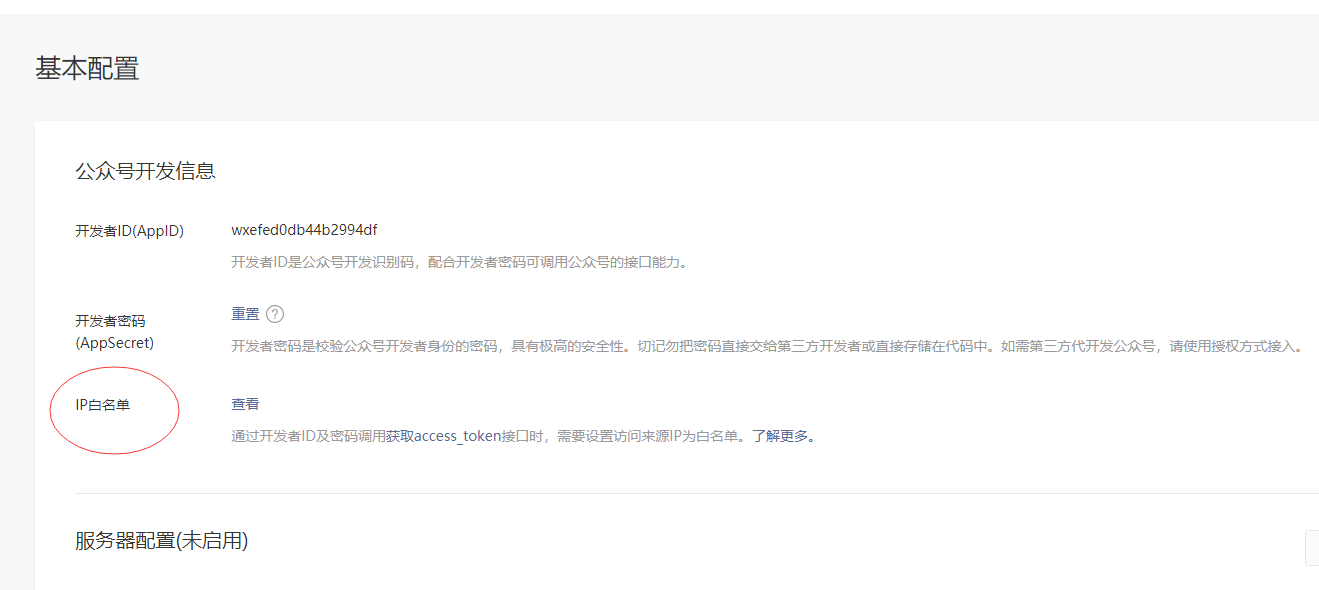 基本配置
公众号开发信息
开发者ID(AppID)
wxefed0db44b2994df
开发者ID是公众号开发识别码，配合开发者密码可调用公众号的接口能力。
开发者密码
(AppSecret)
重置 ?
开发者密码是校验公众号开发者身份的密码，具有极高的安全性。切记勿把密码直接交给第三方开发者或直接存储在代码中。如需第三方代开发公众号，请使用授权方式接入。
IP白名单
查看
通过开发者ID及密码调用获取access_token接口时，需要设置访问来源IP为白名单。了解更多。
服务器配置(未启用)